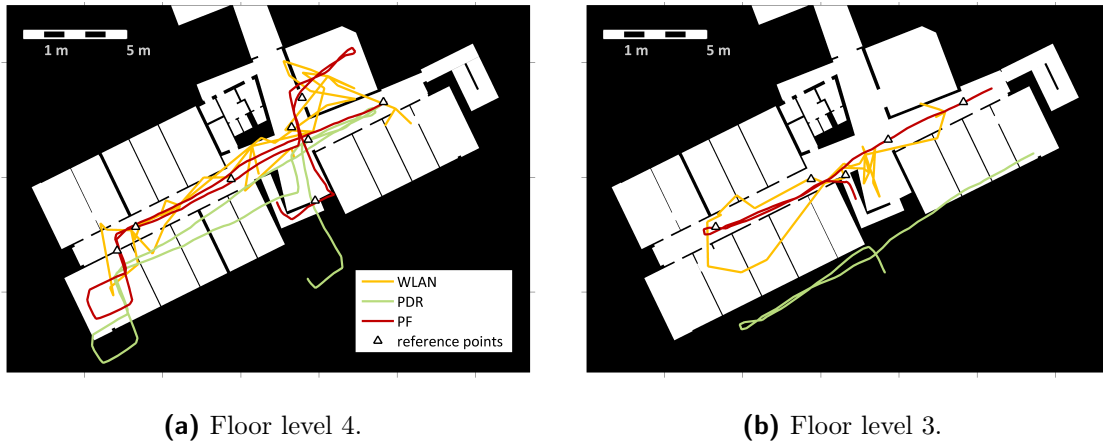 1 m 5 m
1 m 5 m
WLAN
PDR
PF
reference points
(a) Floor level 4.
(b) Floor level 3.